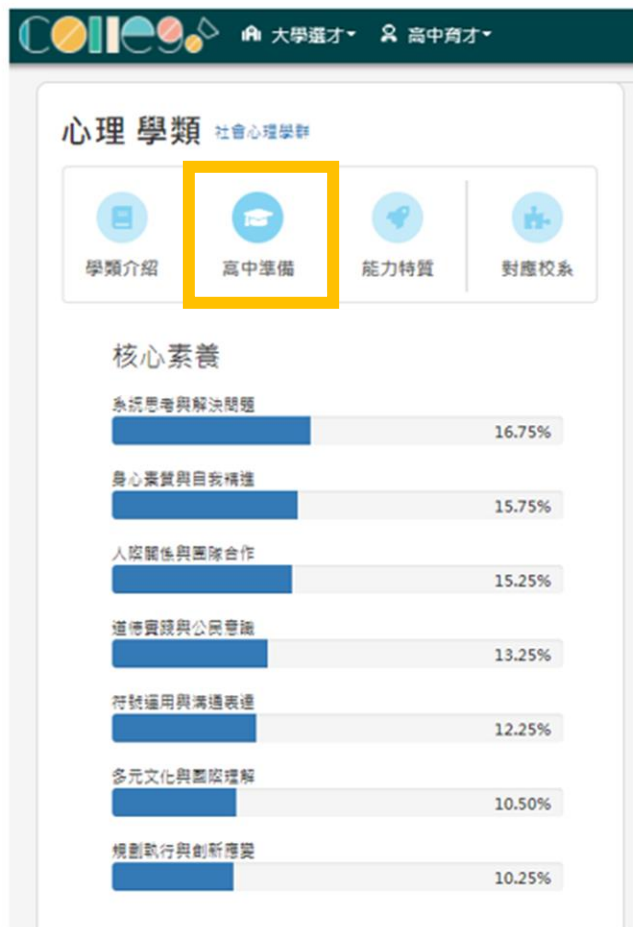 Colleg
大學選才
高中育才
心理 學類 社會心理學群
學類介紹
高中準備
能力特質
對應校系
核心素養
系統思考與解決問題
16.75%
身心素質與自我精進
15.75%
人際關係與團隊合作
15.25%
道德實踐與公民意識
13.25%
符號運用與溝通表達
12.25%
多元文化與國際理解
10.50%
規劃執行與創新應變
10.25%